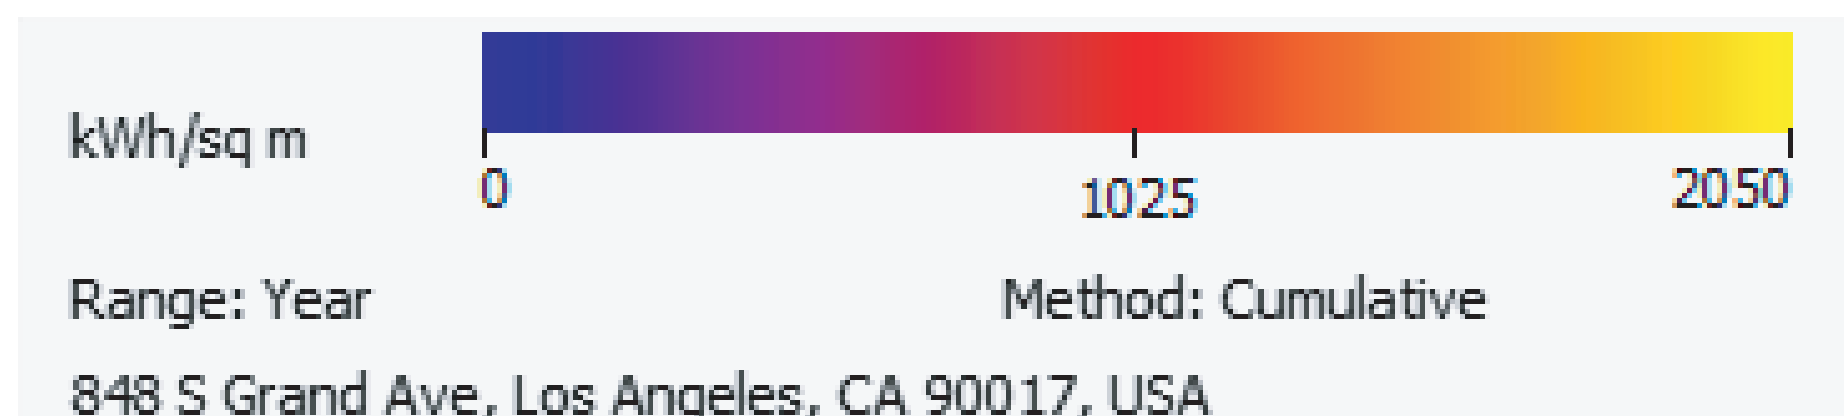 kWh/sq m
0 1025 2050
Range: Year Method: Cumulative
848 S Grand Ave, Los Angeles, CA 90017, USA